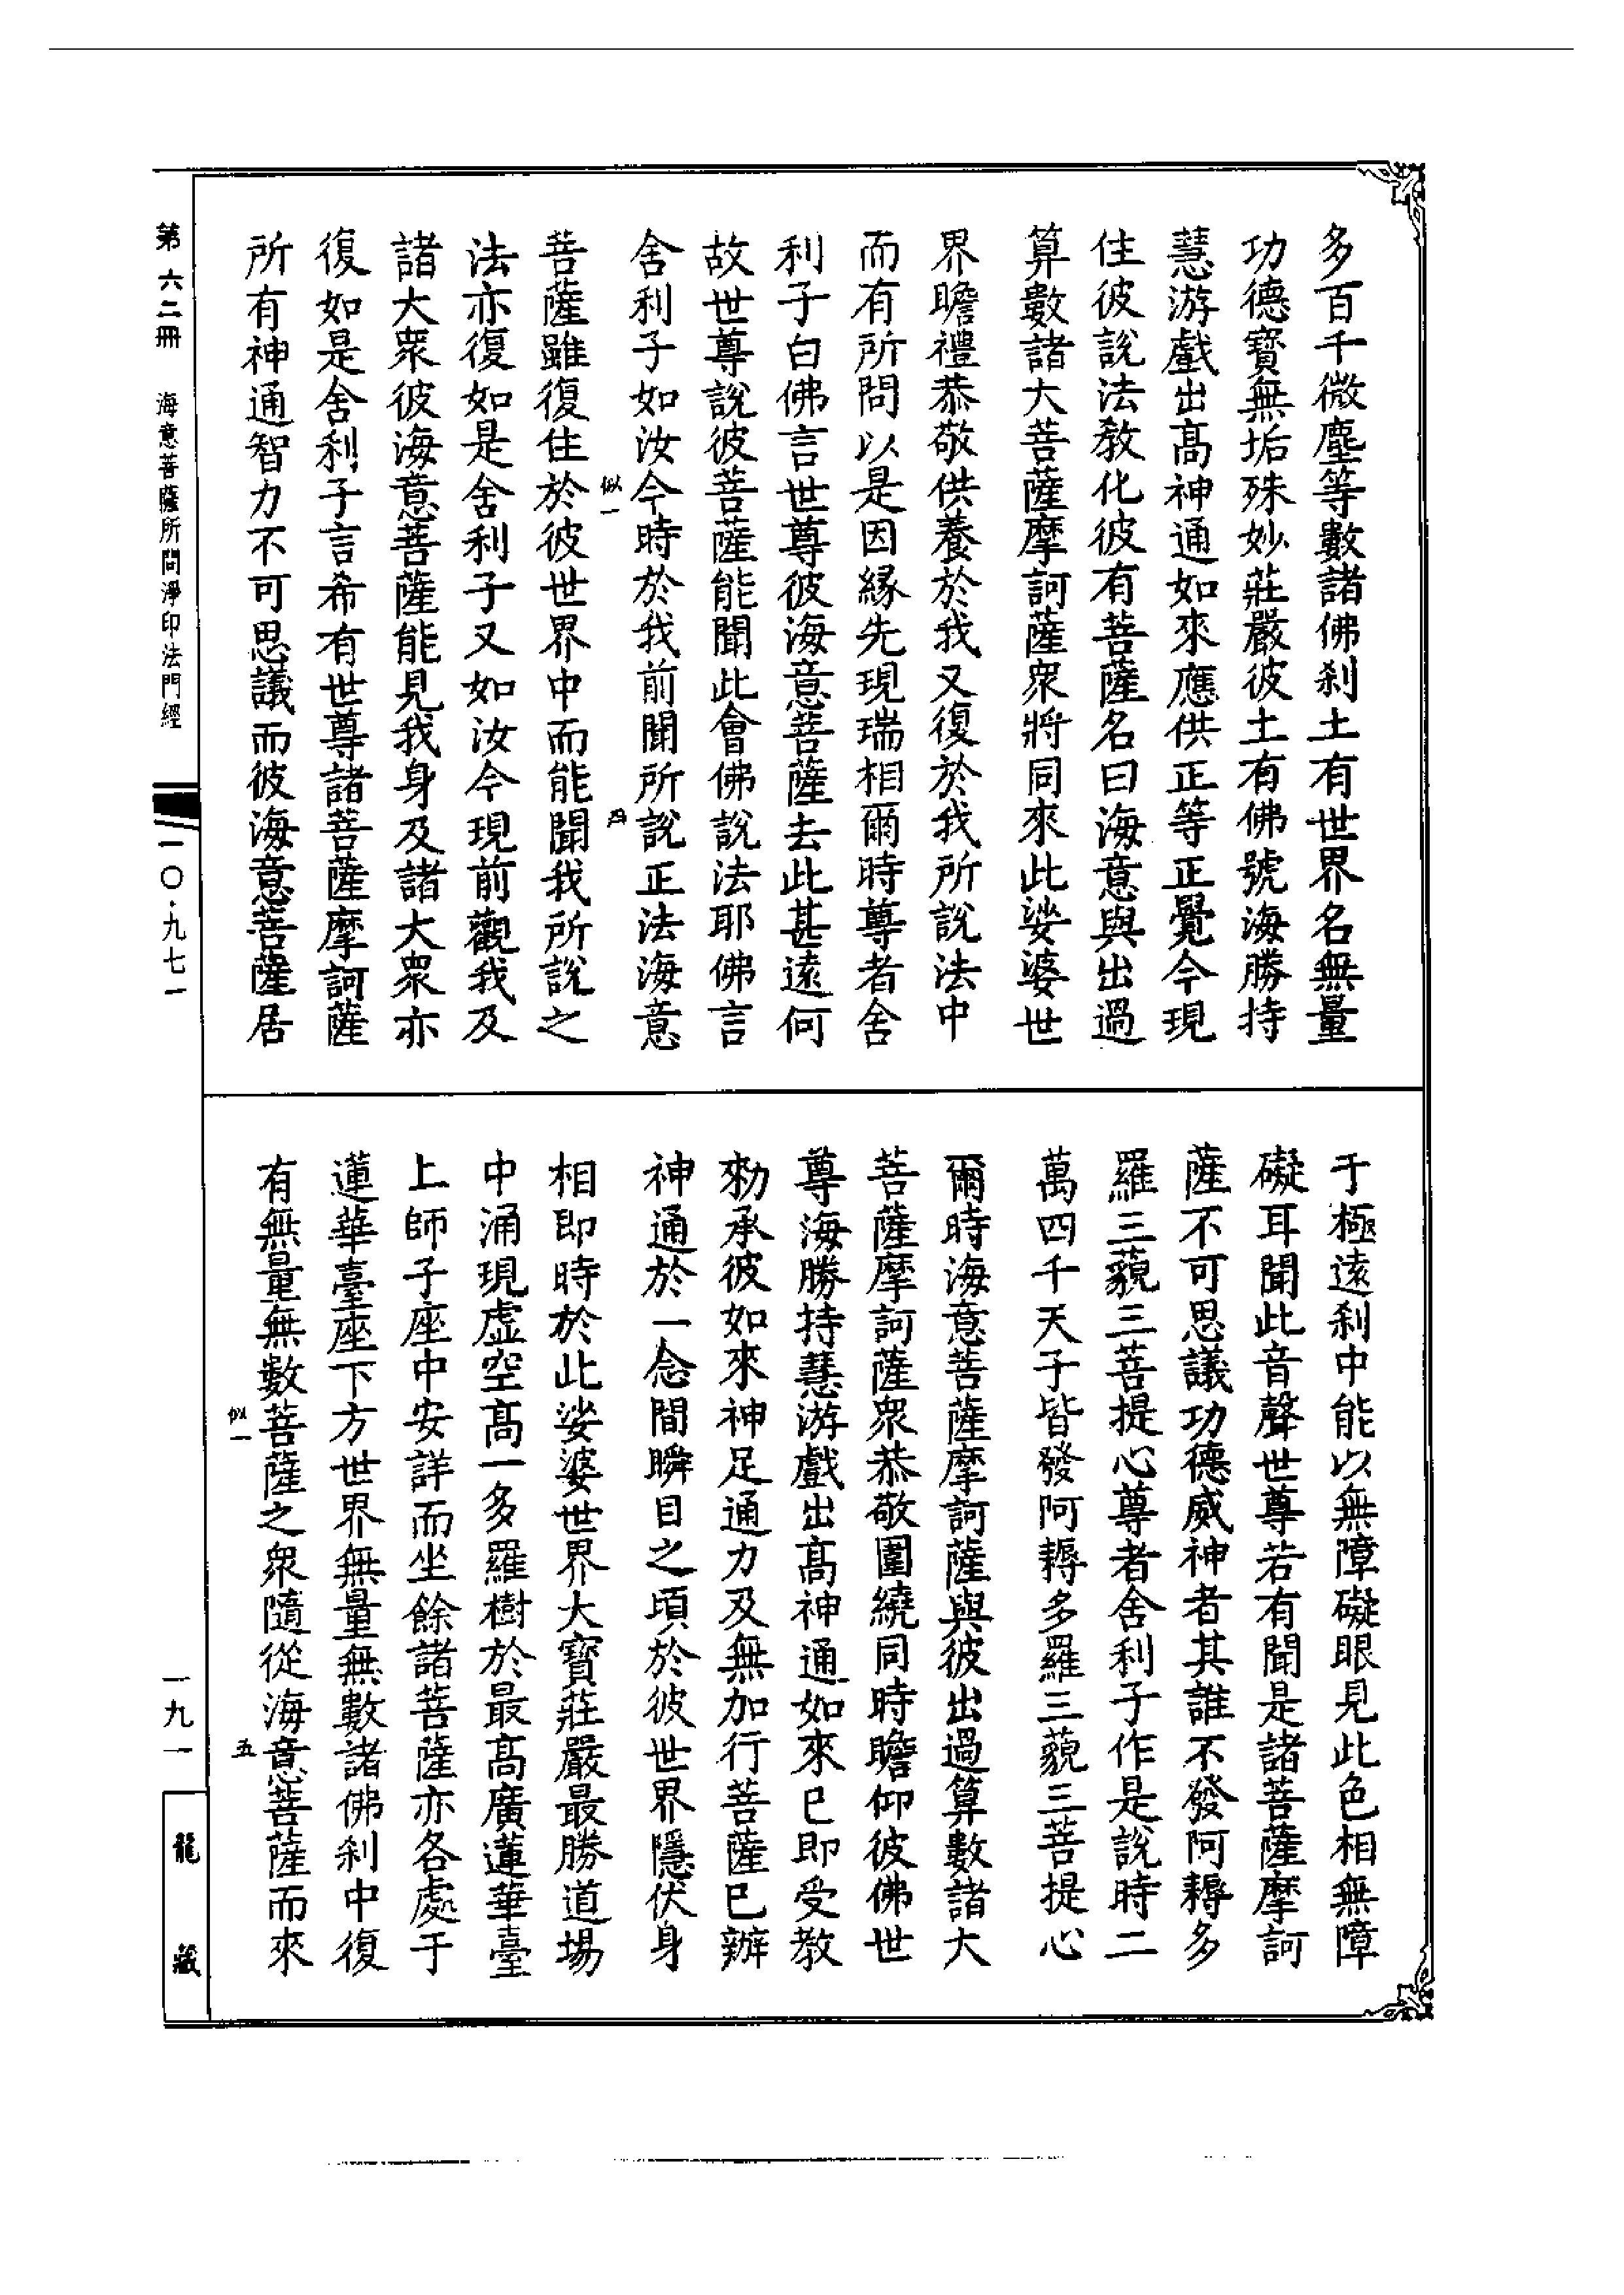 多百千微塵等數諸佛刹土有世界名無量
功德寶無垢殊妙莊嚴彼土有佛號海勝持
慧游戲出高神通如來應供正等正覺今現
住彼說法教化彼有菩薩名曰海意與出過
算數諸大菩薩摩訶薩衆將同來此娑婆世
界瞻禮恭敬供養於我又復於我所說法中
而有所問以是因緣先現瑞相爾時尊者舍
利子白佛言世尊彼海意菩薩去此甚遠何
故世尊說彼菩薩能聞此會佛說法耶佛言
舍利子如汝今時於我前聞所說正法海意
似一
菩薩雖復住於彼世界中而能聞我所說之
法亦復如是舍利子又如汝今現前觀我及
諸大衆彼海意菩薩能見我身及諸大衆亦
復如是舍利子言希有世尊諸菩薩摩訶薩
所有神通智力不可思議而彼海意菩薩居
于極遠刹中能以無障礙眼見此色相無障
礙耳聞此音聲世尊若有聞是諸菩薩摩訶
薩不可思議功德威神者其誰不發阿耨多
羅三藐三菩提心尊者舍利子作是說時二
萬四千天子皆發阿耨多羅三藐三菩提心
爾時海意菩薩摩訶薩與彼出過算數諸大
菩薩摩訶薩衆恭敬圍繞同時瞻仰彼佛世
尊海勝持慧游戲出高神通如來已即受教
勑承彼如來神足通力及無加行菩薩已辦
神通於一念間瞬目之頃於彼世界隱伏身
相即時於此娑婆世界大寶莊嚴最勝道場
中涌現虛空高一多羅樹於最高廣蓮華臺
上師子座中安詳而坐餘諸菩薩亦各處于
蓮華臺座下方世界無量無數諸佛刹中復
有無量無數菩薩之衆隨從海意菩薩而來
似一
五
第六二冊 海意菩薩所問淨印法門經
一〇·九七一
一九一
龍藏